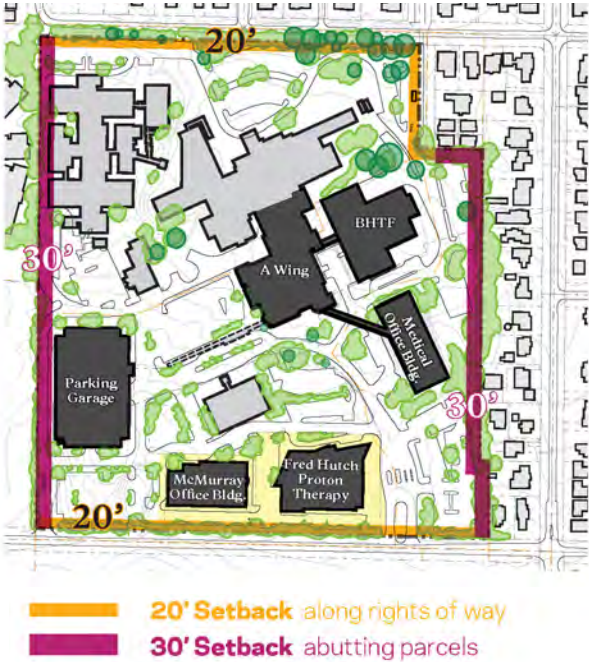 20'
BHTF
A Wing
30'
Medical
Office Bldg.
Parking
Garage
30'
McMurray
Office Bldg.
Fred Hutch
Proton
Therapy
20'
20' Setback along rights of way
30' Setback abutting parcels